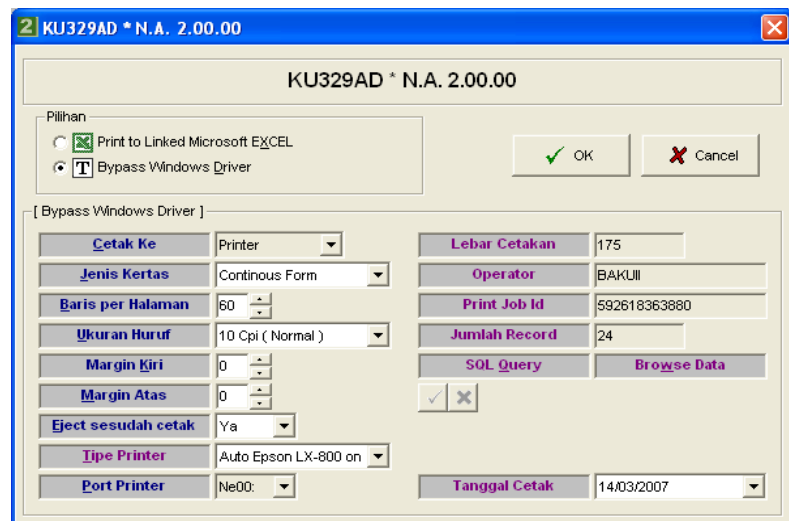 2 KU329AD * N.A. 2.00.00
KU329AD * N.A. 2.00.00
Pilihan
Print to Linked Microsoft EXCEL
T Bypass Windows Driver
OK
Cancel
[ Bypass Windows Driver ]
Cetak Ke Printer
Lebar Cetakan 175
Jenis Kertas Continous Form
Operator BAKUII
Baris per Halaman 60
Print Job Id 592618363880
Ukuran Huruf 10 Cpi ( Normal )
Jumlah Record 24
Margin Kiri 0
SQL Query Browse Data
Margin Atas 0
Eject sesudah cetak Ya
Tipe Printer Auto Epson LX-800 on
Port Printer Ne00:
Tanggal Cetak 14/03/2007